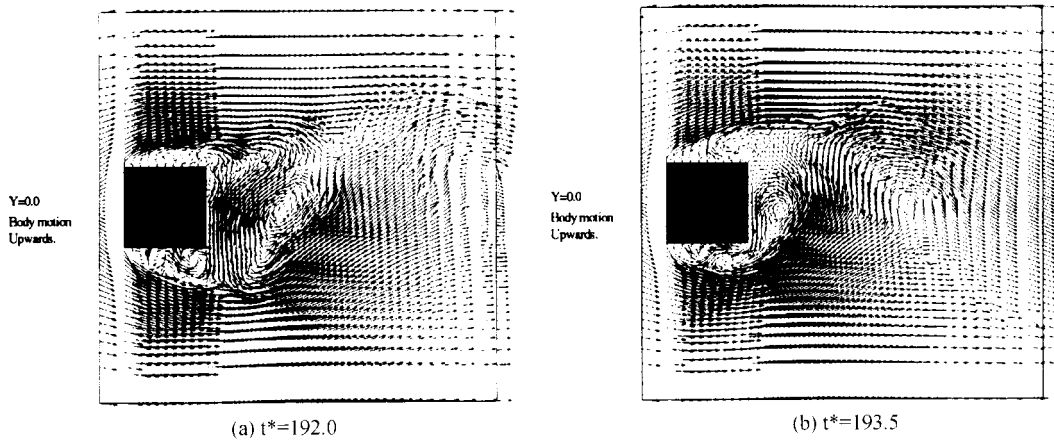 Y=0.0
Body motion
Upwards.
(a) t*=192.0
Y=0.0
Body motion
Upwards.
(b) t*=193.5